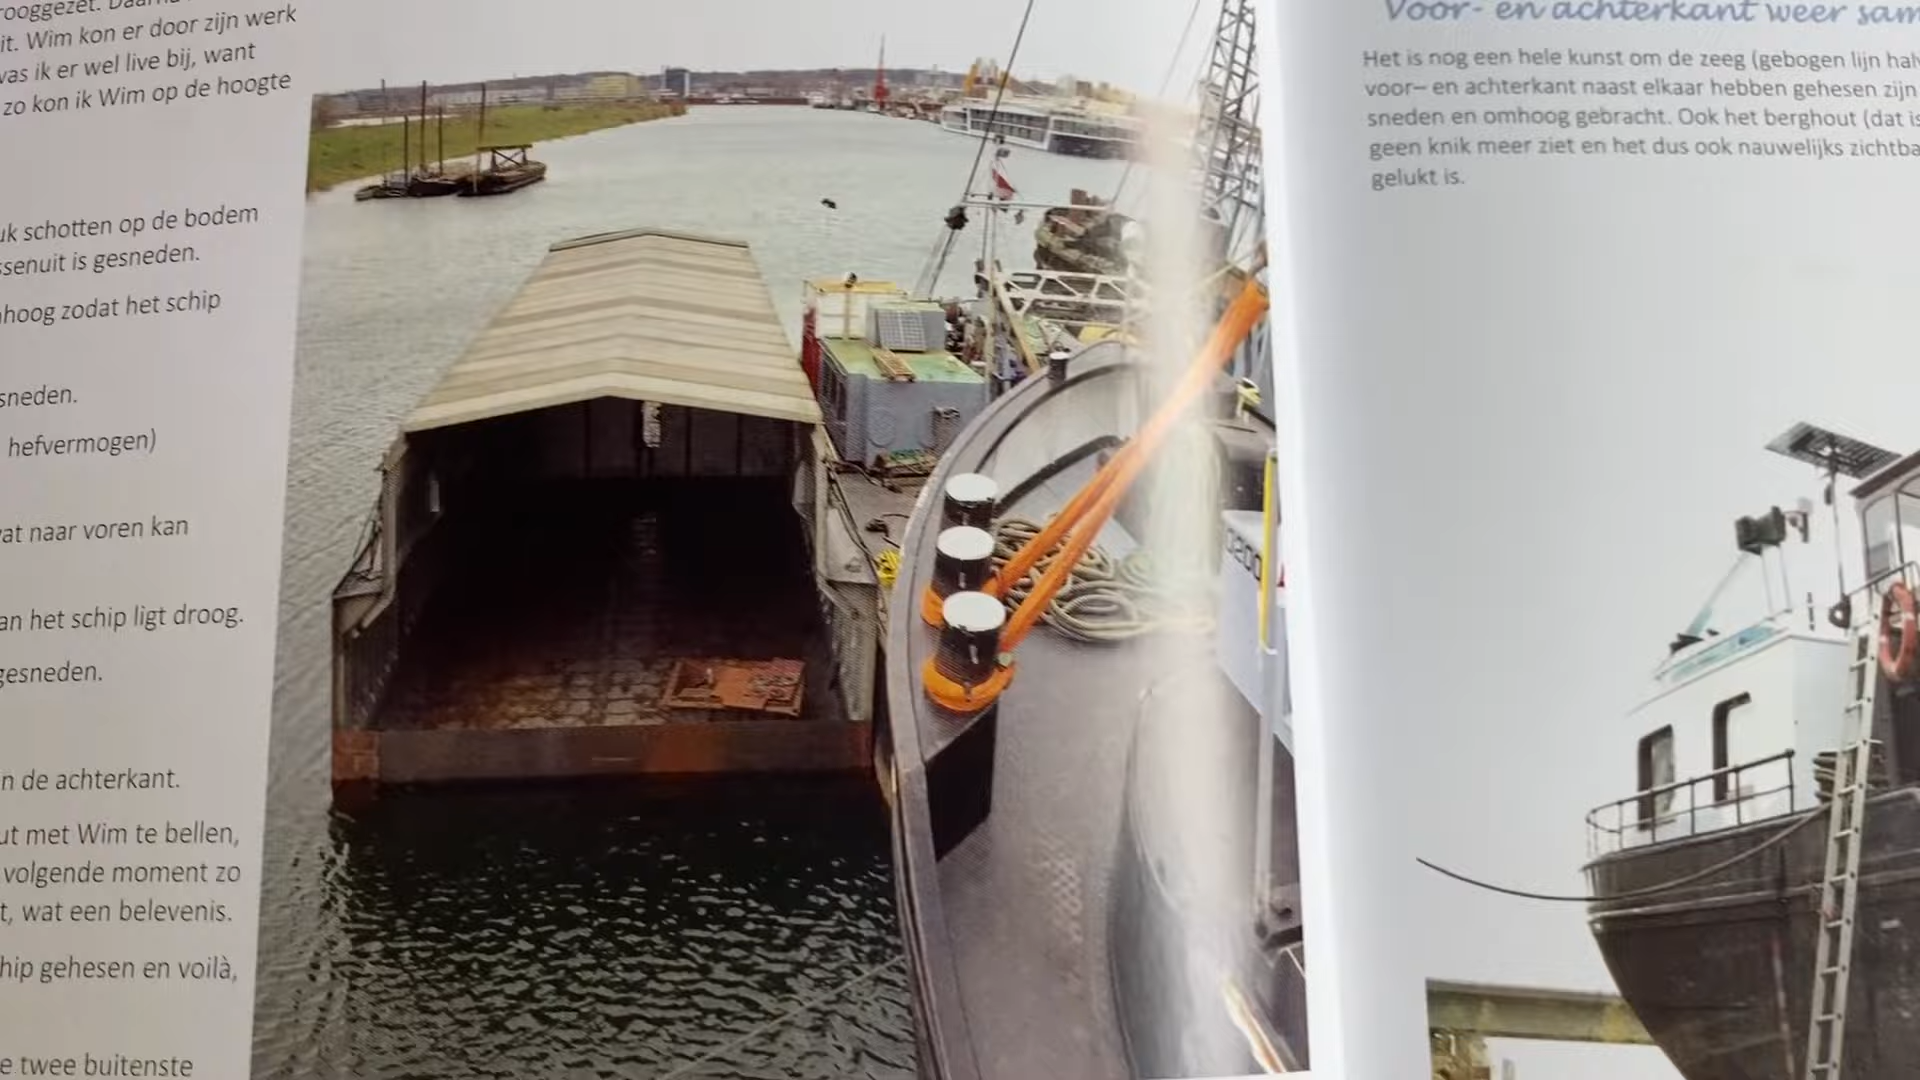 rooggezet.
it. Wim kon er door zijn werk
was ik er wel live bij, want
zo kon ik Wim op de hoogte
uk schotten op de bodem
ssenuit is gesneden.
hoog zodat het schip
sneden.
hefvermogen)
at naar voren kan
an het schip ligt droog.
gesneden.
n de achterkant.
ut met Wim te bellen,
volgende moment zo
t, wat een belevenis.
hip gehesen en voilà,
e twee buitenste
Voor- en achterkant weer sam
Het is nog een hele kunst om de zeeg (gebogen lijn halv
voor– en achterkant naast elkaar hebben gehesen zijn
sneden en omhoog gebracht. Ook het berghout (dat is
geen knik meer ziet en het dus ook nauwelijks zichtba
gelukt is.